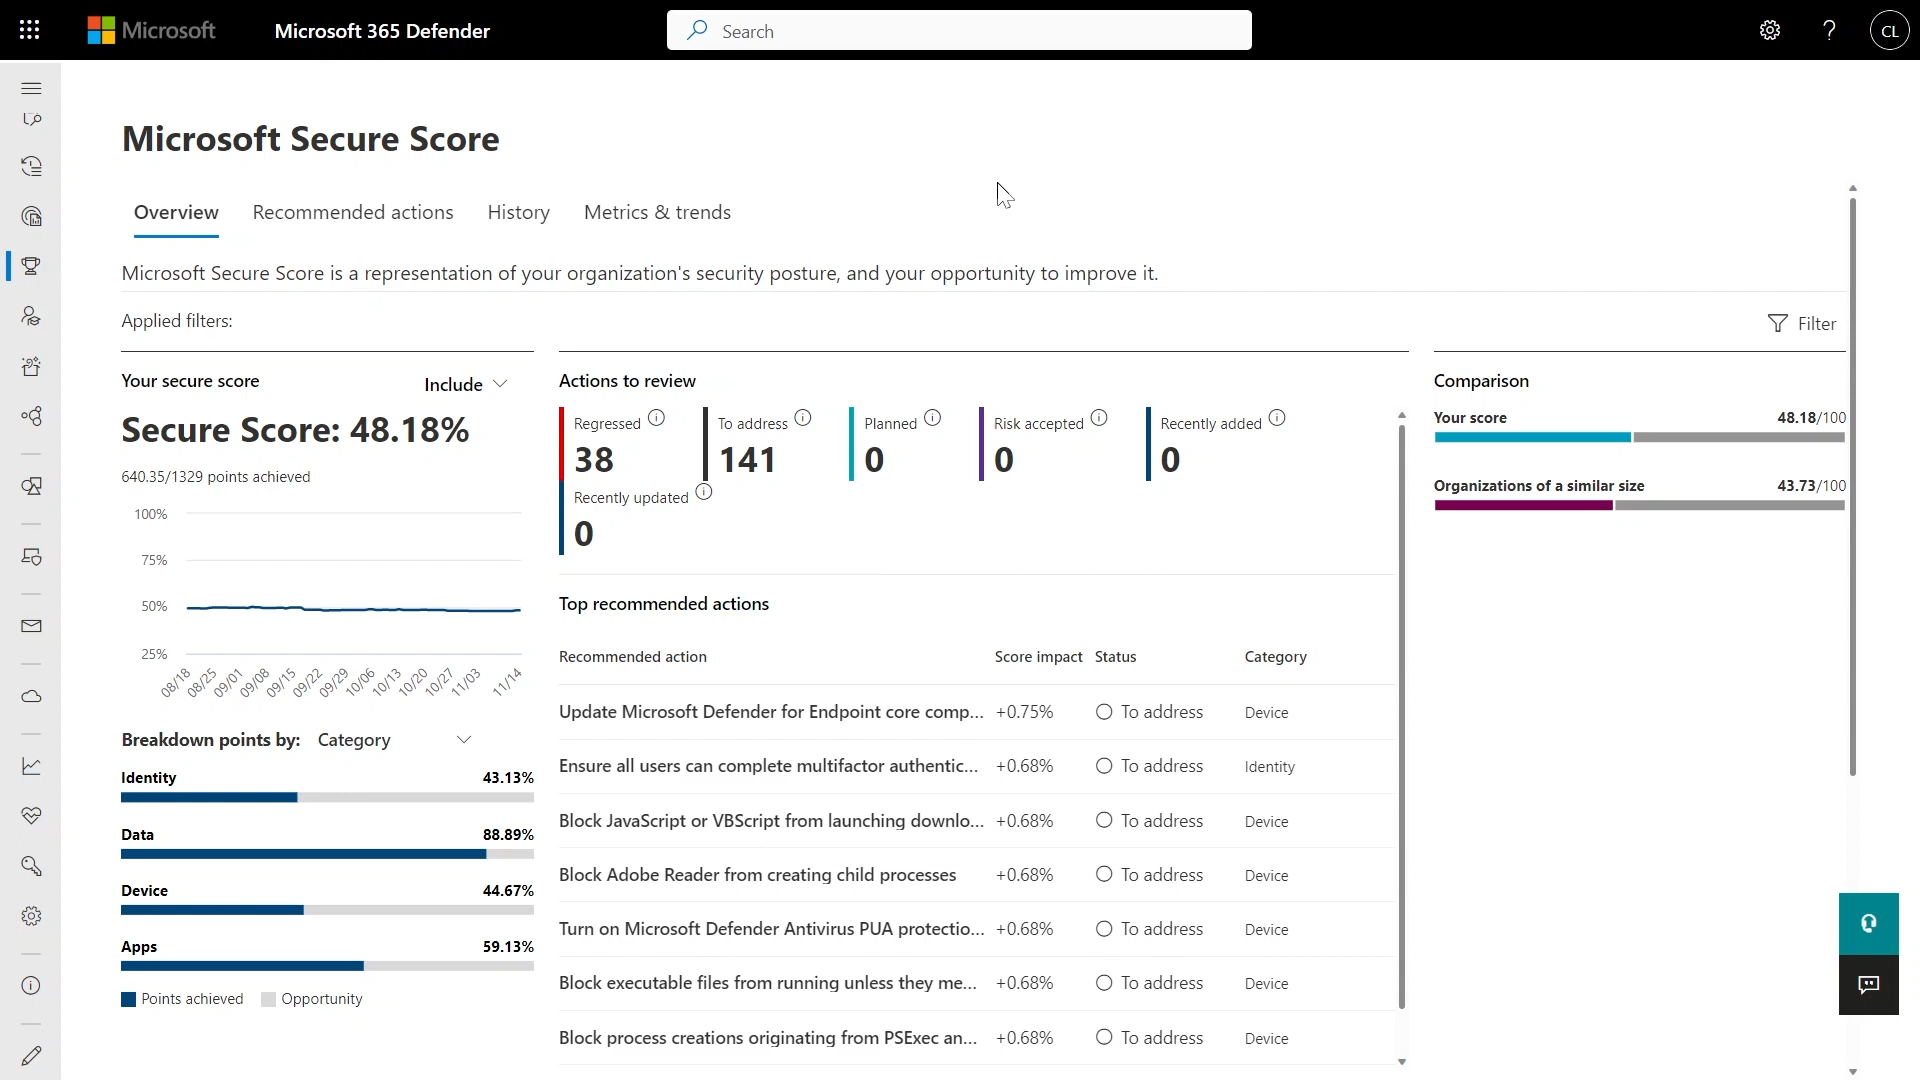 Microsoft
Microsoft 365 Defender
Search
?
CL
Microsoft Secure Score
Overview
Recommended actions
History
Metrics & trends
Microsoft Secure Score is a representation of your organization's security posture, and your opportunity to improve it.
Applied filters:
Filter
Your secure score
Include
Secure Score: 48.18%
640.35/1329 points achieved
100%
75%
50%
25%
08/18
08/25
09/01
09/08
09/15
09/22
09/29
10/06
10/13
10/20
10/27
11/03
11/14
Breakdown points by: Category
Identity 43.13%
Data 88.89%
Device 44.67%
Apps 59.13%
Points achieved
Opportunity
Actions to review
Regressed
38
To address
141
Planned
0
Risk accepted
0
Recently added
0
Recently updated
0
Top recommended actions
Recommended action Score impact Status Category
Update Microsoft Defender for Endpoint core comp... +0.75% To address Device
Ensure all users can complete multifactor authentic... +0.68% To address Identity
Block JavaScript or VBScript from launching downlo... +0.68% To address Device
Block Adobe Reader from creating child processes +0.68% To address Device
Turn on Microsoft Defender Antivirus PUA protectio... +0.68% To address Device
Block executable files from running unless they me... +0.68% To address Device
Block process creations originating from PSExec an... +0.68% To address Device
Comparison
Your score 48.18/100
Organizations of a similar size 43.73/100